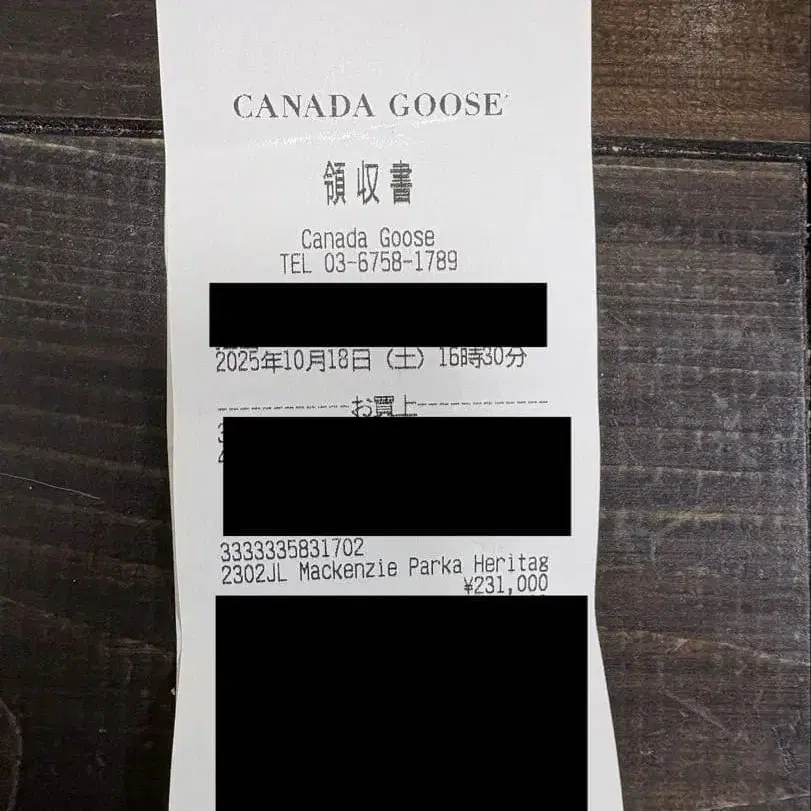 CANADA GOOSE
領収書
Canada Goose
TEL 03-6758-1789
2025年10月18日（土）16時30分
お買上
3333335831702
2302JL Mackenzie Parka Heritag
¥231,000